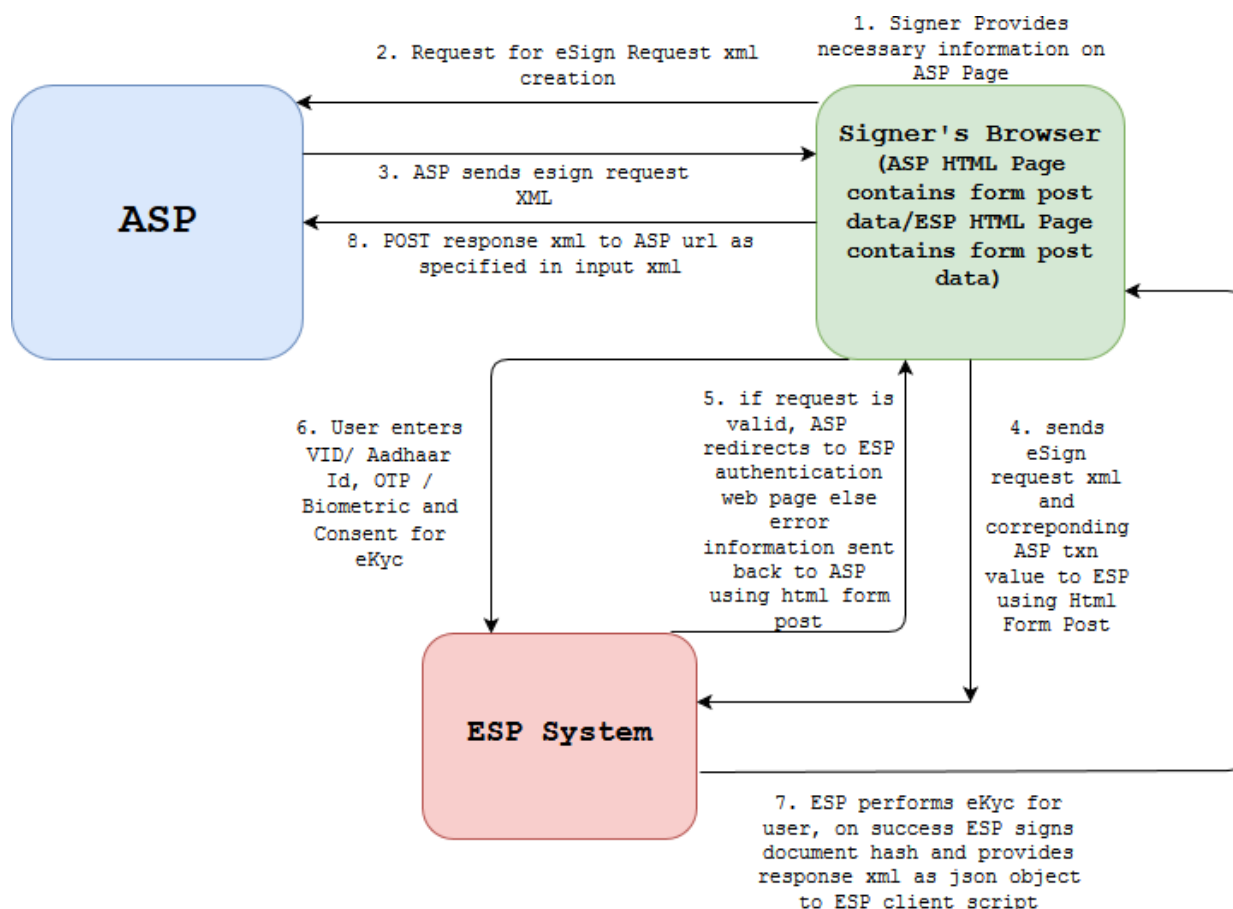 1. Signer Provides
necessary information on
ASP Page
2. Request for eSign Request xml
creation
Signer's Browser
(ASP HTML Page
contains form post
data/ESP HTML Page
contains form post
data)
ASP
3. ASP sends esign request
XML
8. POST response xml to ASP url as
specified in input xml
6. User enters
VID/ Aadhaar
Id, OTP /
Biometric and
Consent for
eKyc
5. if request is
valid, ASP
redirects to ESP
authentication
web page else
error
information sent
back to ASP
using html form
post
4. sends
eSign
request xml
and
correponding
ASP txn
value to ESP
using Html
Form Post
ESP System
7. ESP performs eKyc for
user, on success ESP signs
document hash and provides
response xml as json object
to ESP client script